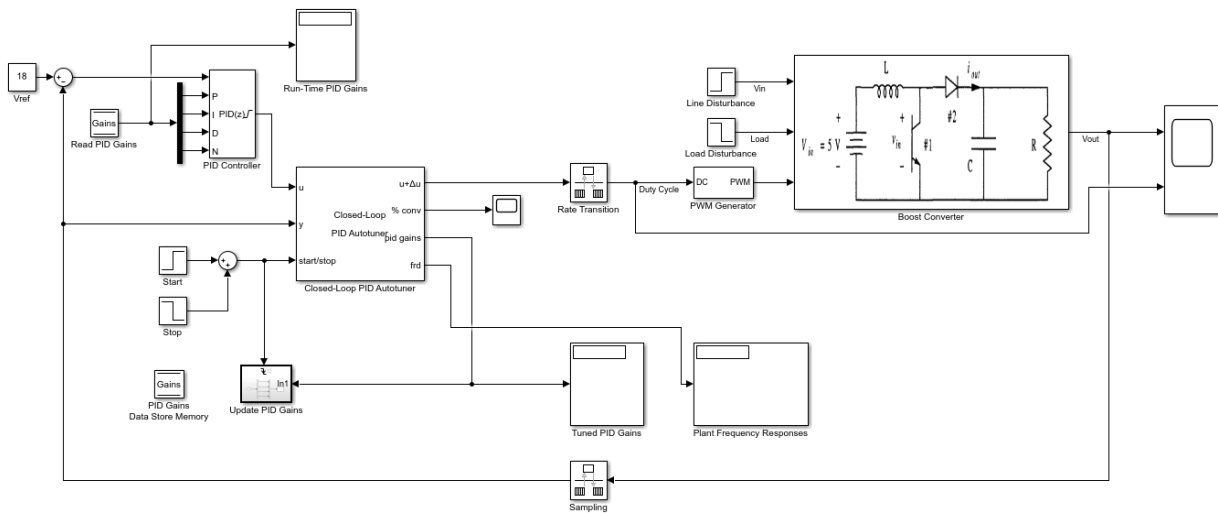 18
Vref
+
−
Gains
Read PID Gains
Run-Time PID Gains
P
I
D
N
PID(z)
PID Controller
u
y
start/stop
Closed-Loop
PID Autotuner
u+Δu
% conv
pid gains
frd
Closed-Loop PID Autotuner
Start
+
+
Stop
Gains
PID Gains
Data Store Memory
In1
Update PID Gains
Rate Transition
Duty Cycle
DC
PWM
PWM Generator
Line Disturbance
Vin
Load Disturbance
Load
L
i out
#2
+
+
V in = 5 V
v in
#1
−
−
C
R
Boost Converter
Vout
Tuned PID Gains
Plant Frequency Responses
Sampling